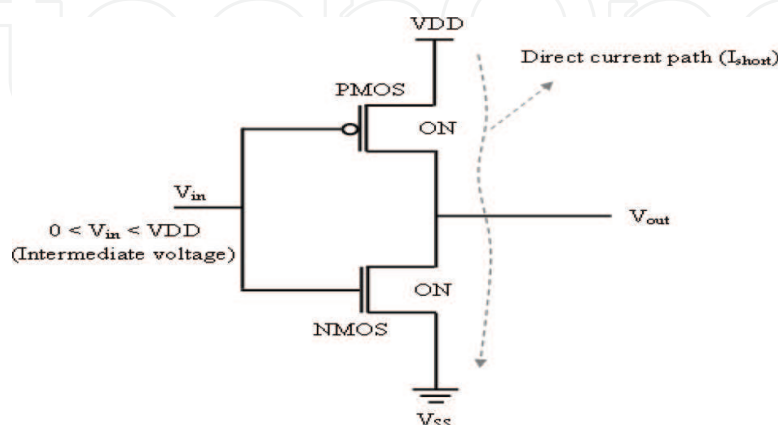 VDD
Direct current path (Ishort)
PMOS
ON
Vin
0 < Vin < VDD
(Intermediate voltage)
Vout
ON
NMOS
VSS